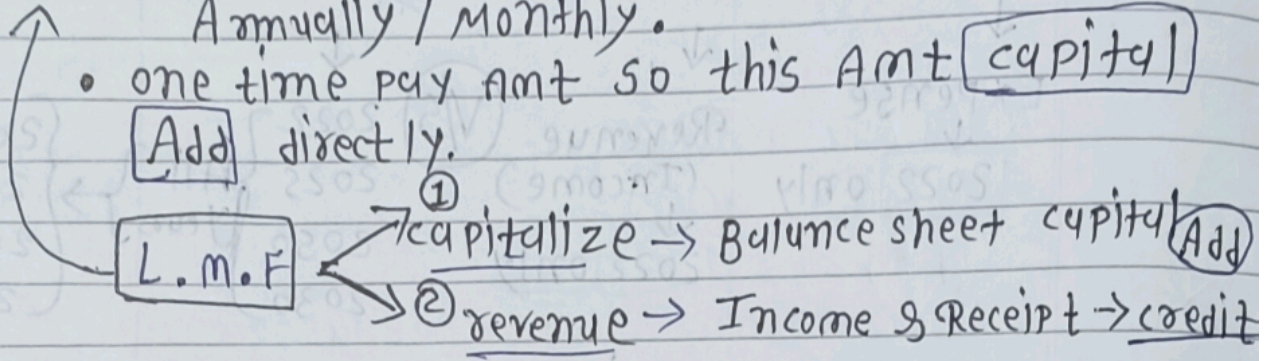 Annually / Monthly.
• one time pay Amt so this Amt capital
Add directly.
L.M.F ① capitalize → Balance sheet capital Add
② revenue → Income & Receipt → credit